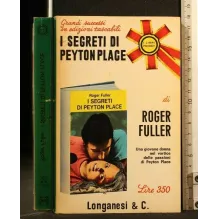 Grandi successi
in edizioni tascabili
I SEGRETI DI
PEYTON PLACE
Roger Fuller
I SEGRETI
DI PEYTON PLACE
di
ROGER
FULLER
Una giovane donna
nel vortice
delle passioni
di Peyton Place
Lire 350
Longanesi & C.